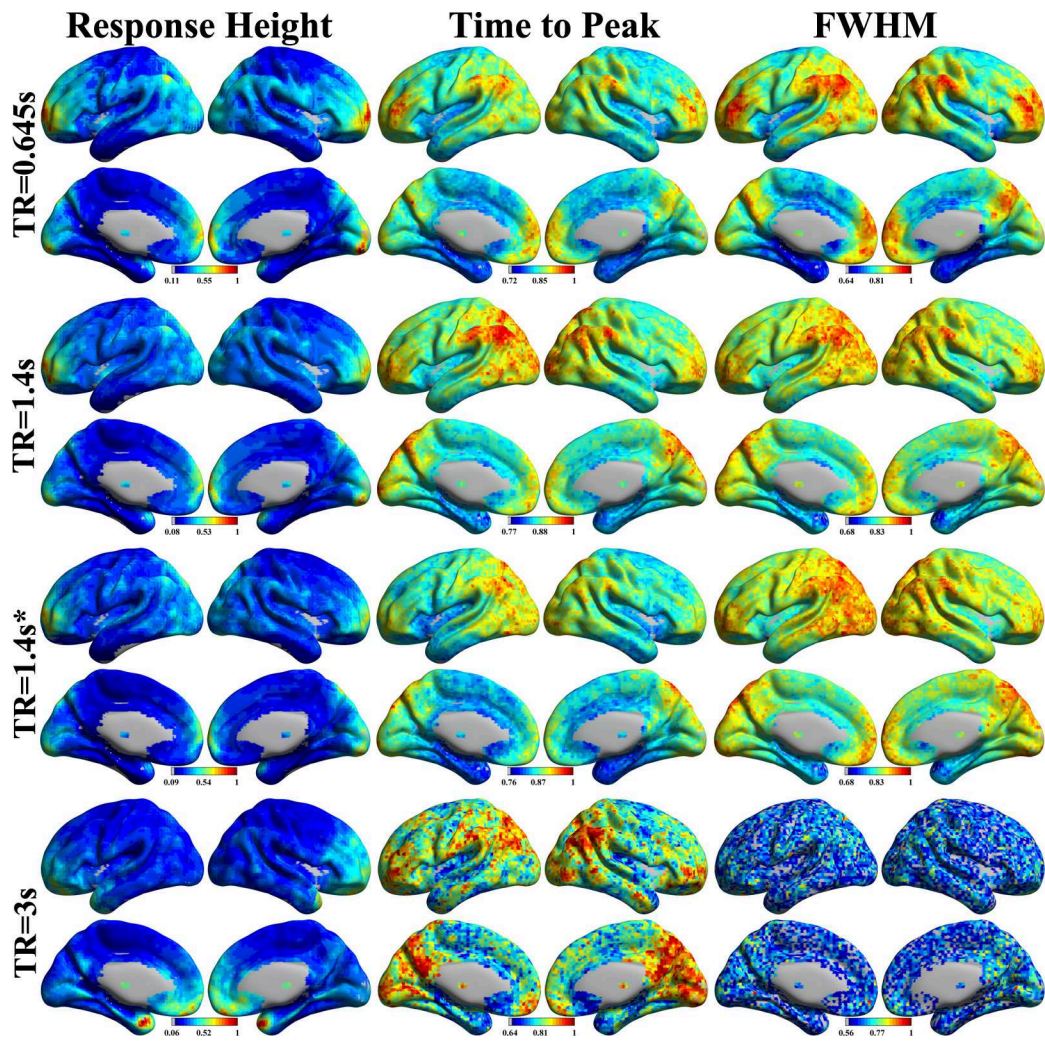 Response Height Time to Peak FWHM
TR=0.645s
0.11 0.55 1 0.72 0.85 1 0.64 0.81 1
TR=1.4s
0.08 0.53 1 0.77 0.88 1 0.68 0.83 1
TR=1.4s*
0.09 0.54 1 0.76 0.87 1 0.68 0.83 1
TR=3s
0.06 0.52 1 0.64 0.81 1 0.56 0.77 1